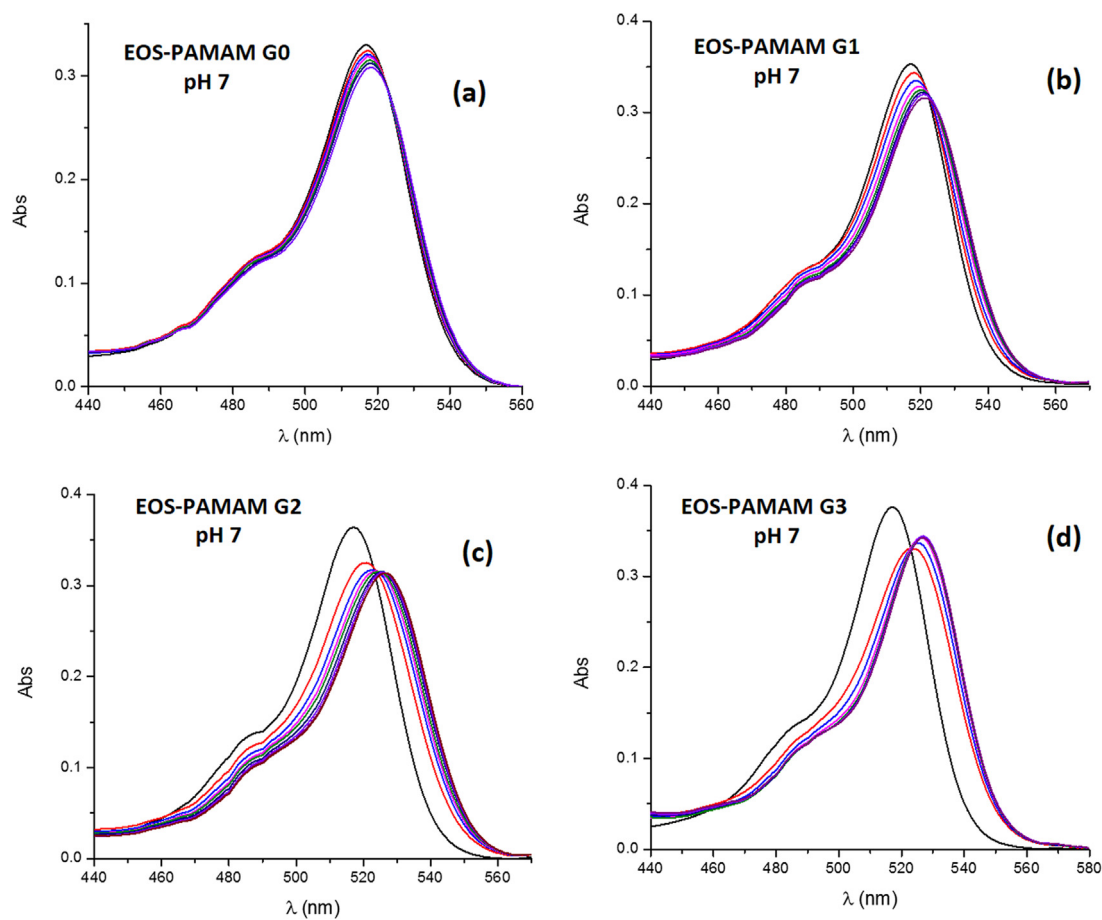 EOS-PAMAM G0
pH 7
(a)
Abs
0.3
0.2
0.1
0.0
440 460 480 500 520 540 560
λ (nm)
EOS-PAMAM G1
pH 7
(b)
Abs
0.4
0.3
0.2
0.1
0.0
440 460 480 500 520 540 560
λ (nm)
EOS-PAMAM G2
pH 7
(c)
Abs
0.4
0.3
0.2
0.1
0.0
440 460 480 500 520 540 560
λ (nm)
EOS-PAMAM G3
pH 7
(d)
Abs
0.4
0.3
0.2
0.1
0.0
440 460 480 500 520 540 560 580
λ (nm)